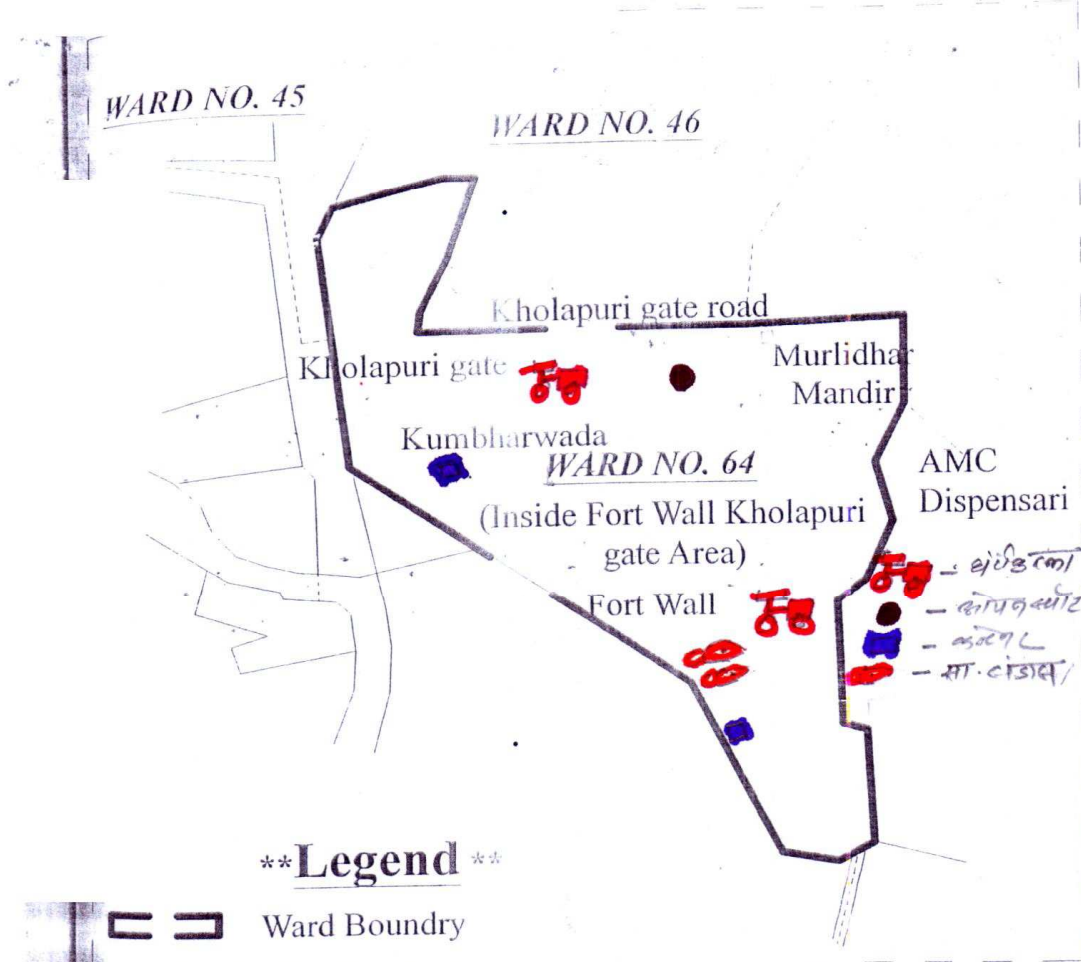 WARD NO. 45
WARD NO. 46
Kholapuri gate road
Kholapuri gate
Murlidhar
Mandir
Kumbharwada
WARD NO. 64
(Inside Fort Wall Kholapuri
gate Area)
AMC
Dispensari
Fort Wall
**Legend **
Ward Boundry